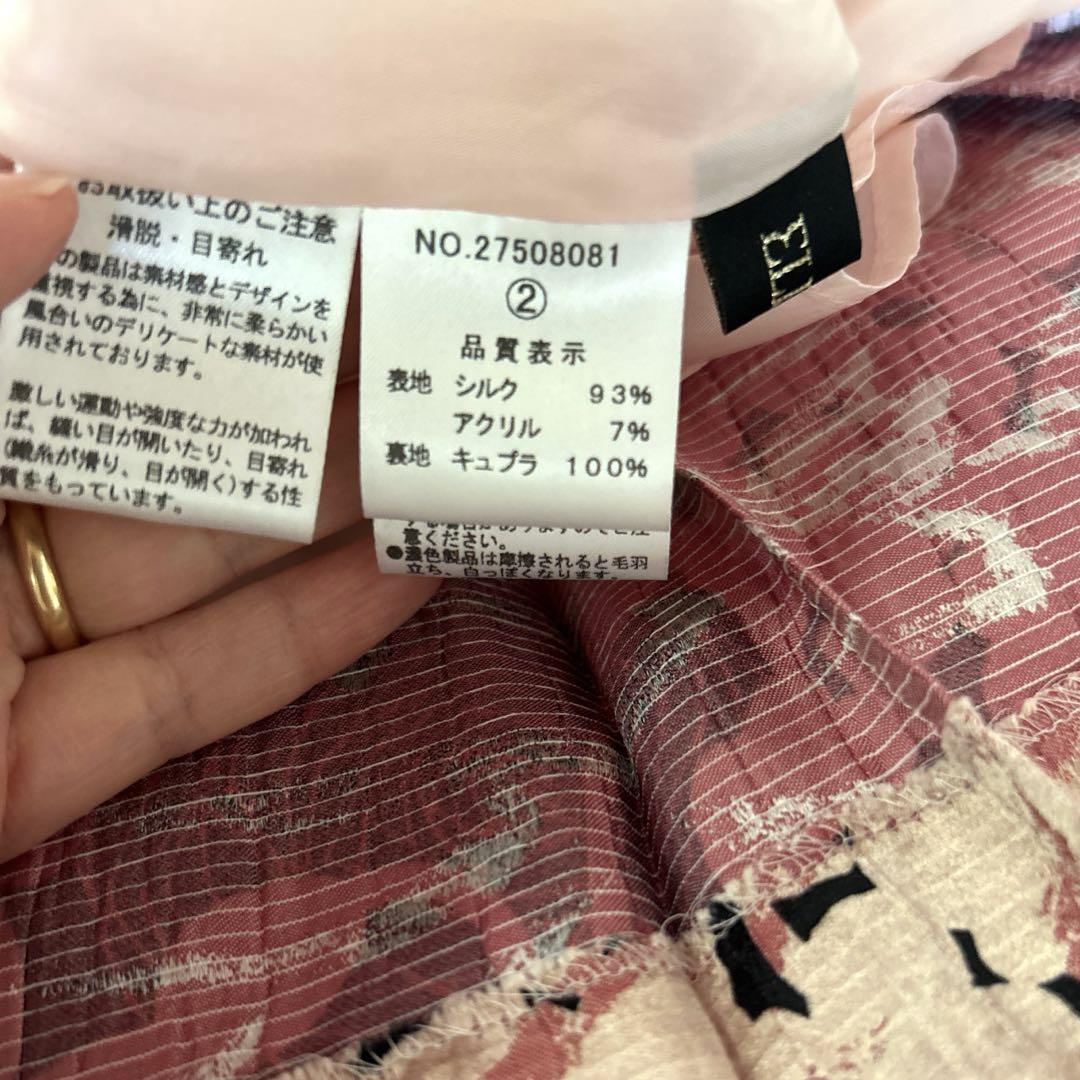 お取扱い上のご注意
滑脱・目寄れ
の製品は素材感とデザインを
重視する為に、非常に柔らかい
風合いのデリケートな素材が使
用されております。
激しい運動や強度な力が加われ
ば、縫い目が開いたり、目寄れ
(織糸が滑り、目が開く)する性
質をもっています。
NO.27508081
②
品質表示
表地 シルク 93%
アクリル 7%
裏地 キュプラ 100%
意ください。
●濃色製品は摩擦されると毛羽
立ち、白っぽくなります。